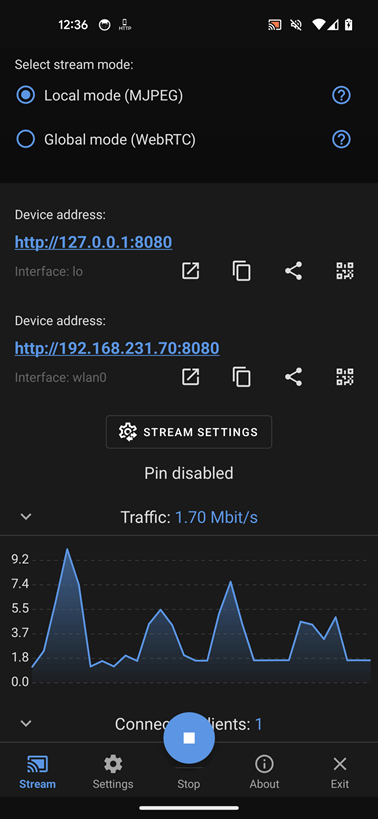 12:36
HTTP
Select stream mode:
Local mode (MJPEG)
Global mode (WebRTC)
Device address:
http://127.0.0.1:8080
Interface: lo
Device address:
http://192.168.231.70:8080
Interface: wlan0
STREAM SETTINGS
Pin disabled
Traffic: 1.70 Mbit/s
9.2
7.4
5.5
3.7
1.8
0.0
1
Stream
Settings
Stop
About
Exit